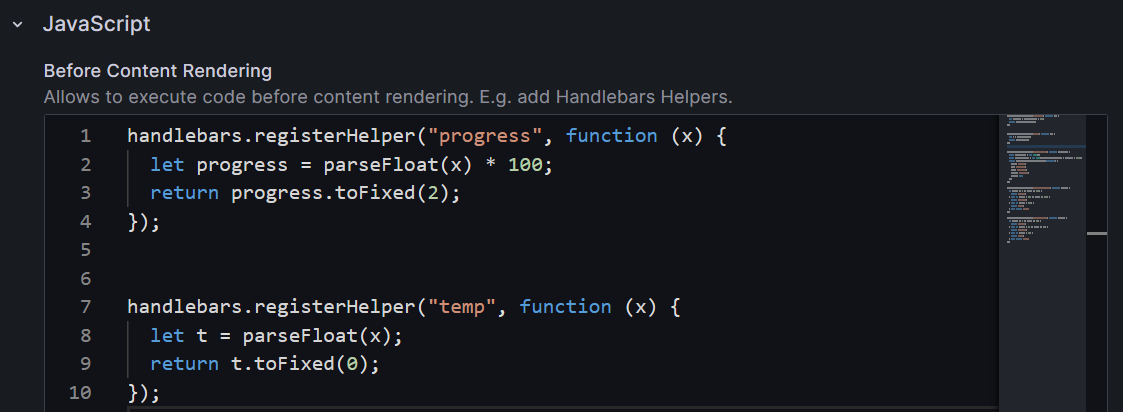 JavaScript
Before Content Rendering
Allows to execute code before content rendering. E.g. add Handlebars Helpers.
1 handlebars.registerHelper("progress", function (x) {
2 let progress = parseFloat(x) * 100;
3 return progress.toFixed(2);
4 });
5
6
7 handlebars.registerHelper("temp", function (x) {
8 let t = parseFloat(x);
9 return t.toFixed(0);
10 });